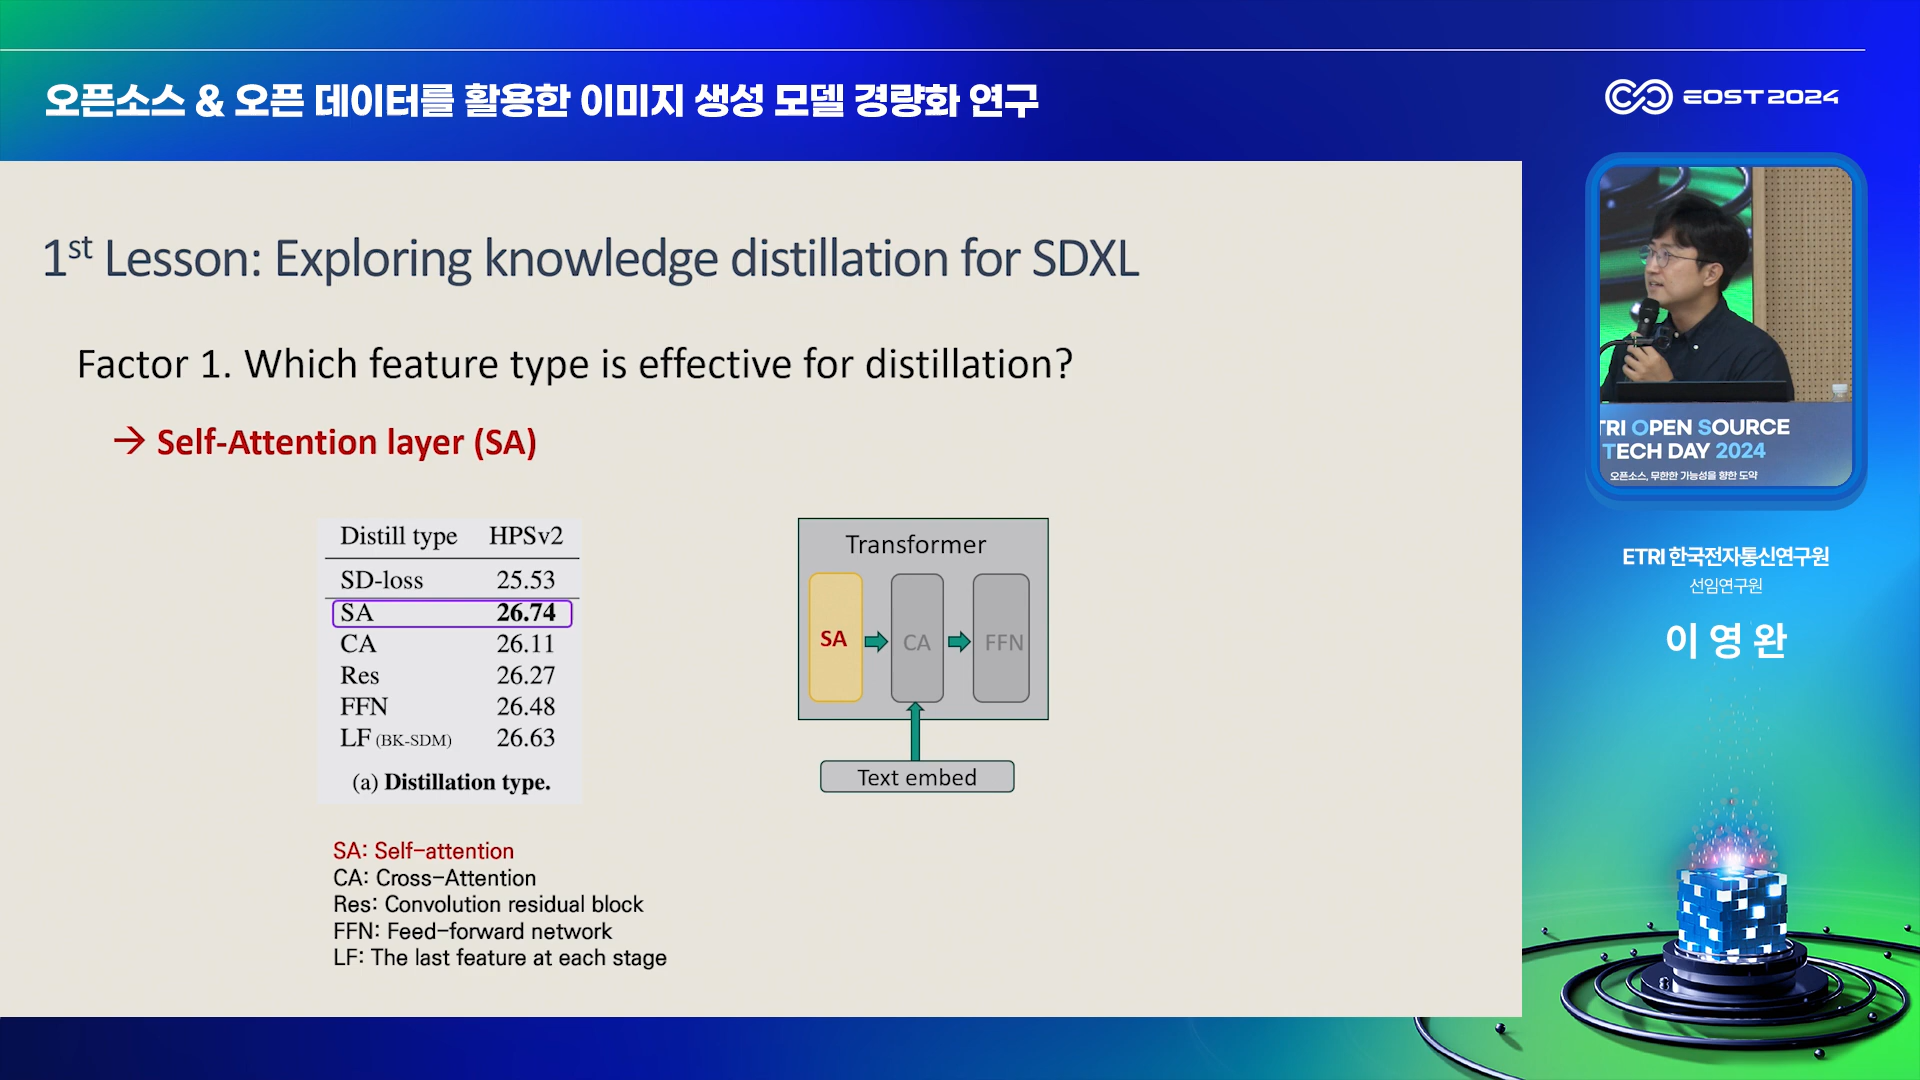 오픈소스 & 오픈 데이터를 활용한 이미지 생성 모델 경량화 연구
EOST 2024
1st Lesson: Exploring knowledge distillation for SDXL
Factor 1. Which feature type is effective for distillation?
→ Self-Attention layer (SA)
Distill type HPSv2
SD-loss 25.53
SA 26.74
CA 26.11
Res 26.27
FFN 26.48
LF (BK-SDM) 26.63
(a) Distillation type.
Transformer
SA CA FFN
Text embed
SA: Self-attention
CA: Cross-Attention
Res: Convolution residual block
FFN: Feed-forward network
LF: The last feature at each stage
TRI OPEN SOURCE
TECH DAY 2024
오픈소스, 무한한 가능성을 향한 도약
ETRI 한국전자통신연구원
선임연구원
이영완